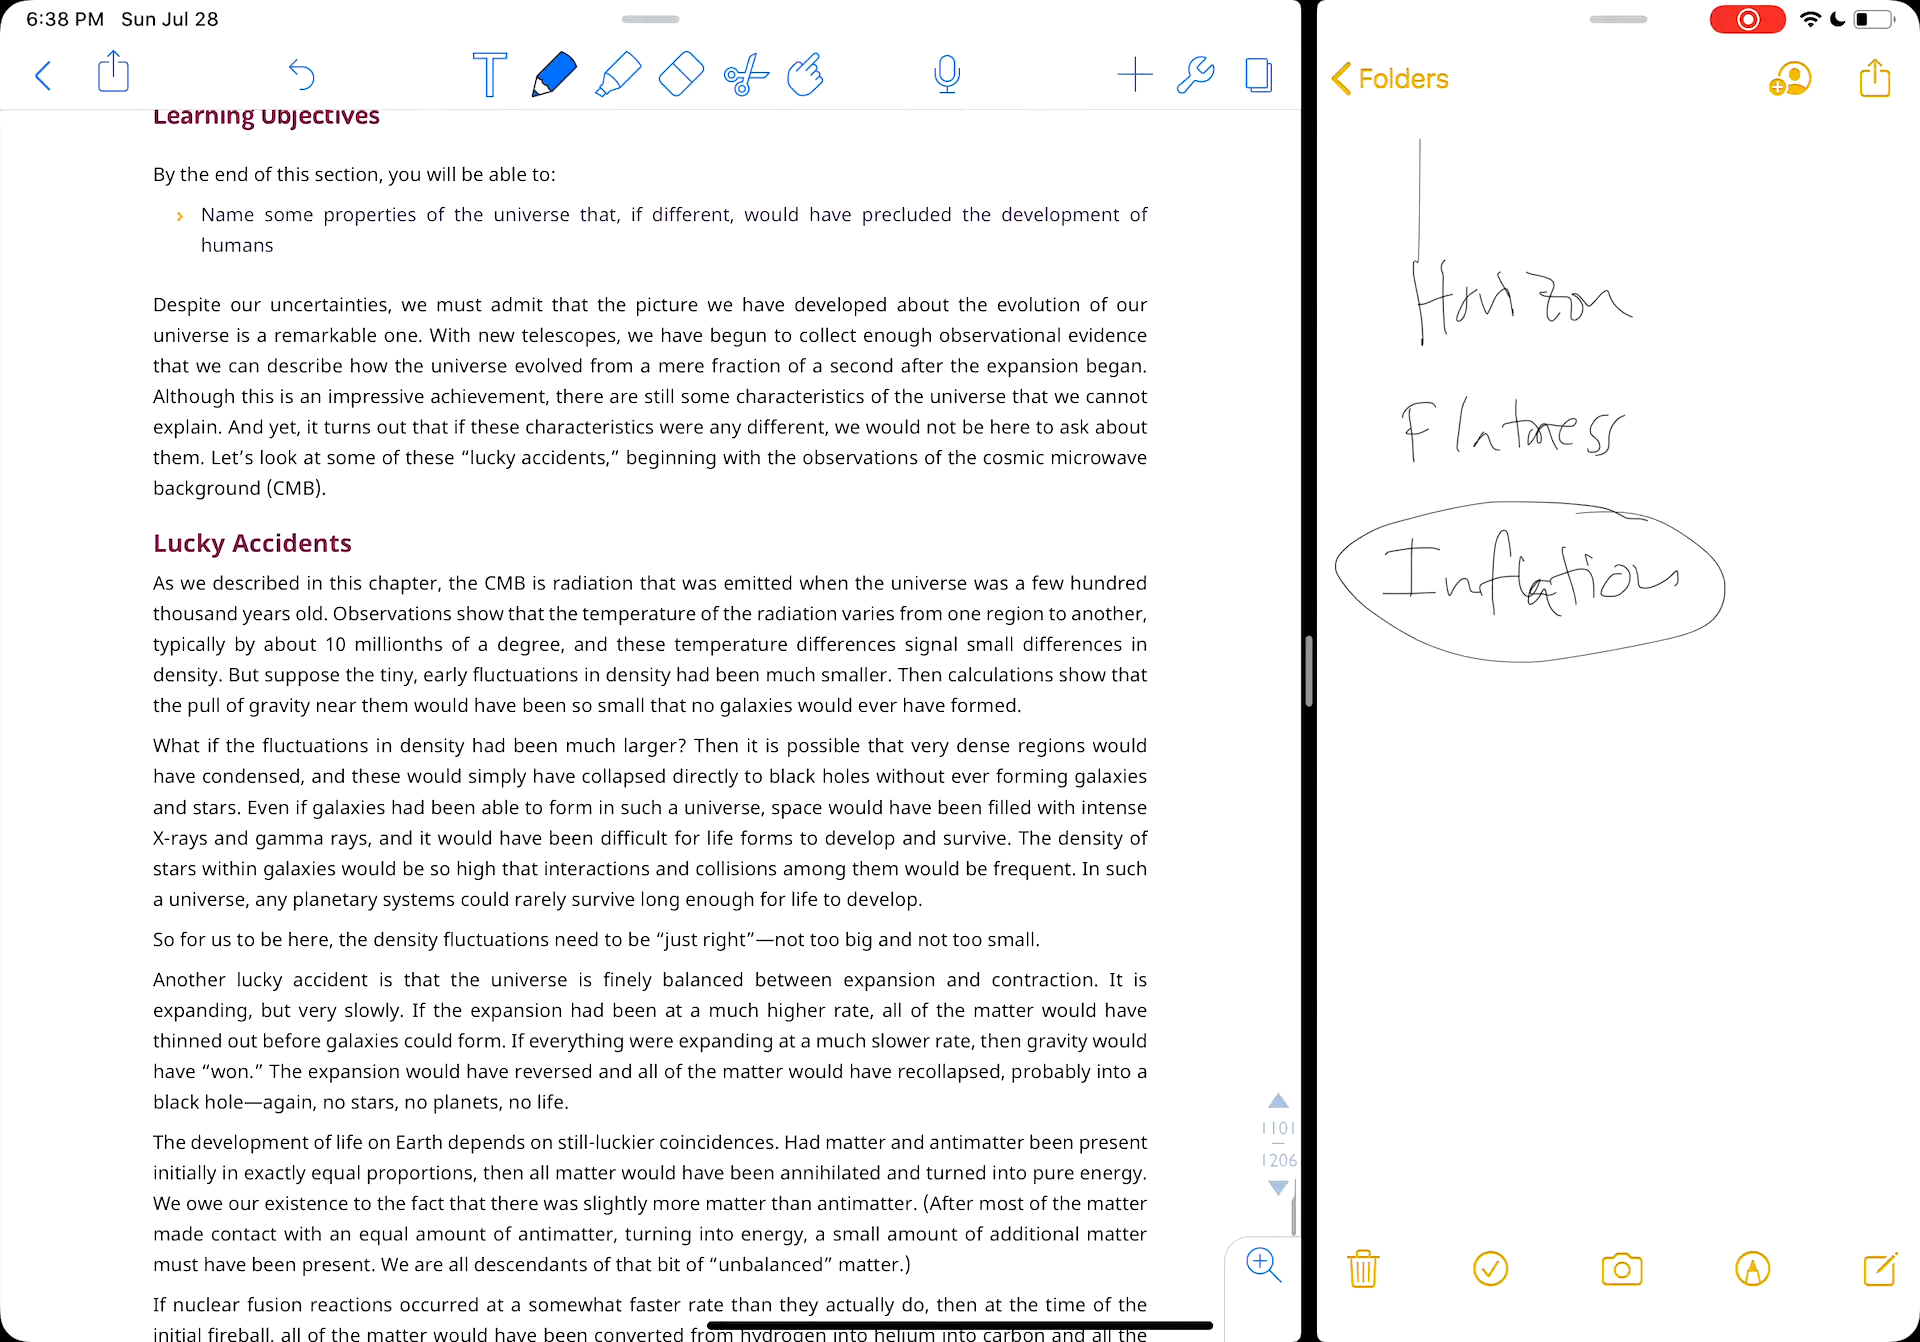 6:38 PM Sun Jul 28
Folders
Learning Objectives
By the end of this section, you will be able to:
Name some properties of the universe that, if different, would have precluded the development of
humans
Despite our uncertainties, we must admit that the picture we have developed about the evolution of our
universe is a remarkable one. With new telescopes, we have begun to collect enough observational evidence
that we can describe how the universe evolved from a mere fraction of a second after the expansion began.
Although this is an impressive achievement, there are still some characteristics of the universe that we cannot
explain. And yet, it turns out that if these characteristics were any different, we would not be here to ask about
them. Let’s look at some of these “lucky accidents,” beginning with the observations of the cosmic microwave
background (CMB).
Lucky Accidents
As we described in this chapter, the CMB is radiation that was emitted when the universe was a few hundred
thousand years old. Observations show that the temperature of the radiation varies from one region to another,
typically by about 10 millionths of a degree, and these temperature differences signal small differences in
density. But suppose the tiny, early fluctuations in density had been much smaller. Then calculations show that
the pull of gravity near them would have been so small that no galaxies would ever have formed.
What if the fluctuations in density had been much larger? Then it is possible that very dense regions would
have condensed, and these would simply have collapsed directly to black holes without ever forming galaxies
and stars. Even if galaxies had been able to form in such a universe, space would have been filled with intense
X-rays and gamma rays, and it would have been difficult for life forms to develop and survive. The density of
stars within galaxies would be so high that interactions and collisions among them would be frequent. In such
a universe, any planetary systems could rarely survive long enough for life to develop.
So for us to be here, the density fluctuations need to be “just right”—not too big and not too small.
Another lucky accident is that the universe is finely balanced between expansion and contraction. It is
expanding, but very slowly. If the expansion had been at a much higher rate, all of the matter would have
thinned out before galaxies could form. If everything were expanding at a much slower rate, then gravity would
have “won.” The expansion would have reversed and all of the matter would have recollapsed, probably into a
black hole—again, no stars, no planets, no life.
The development of life on Earth depends on still-luckier coincidences. Had matter and antimatter been present
initially in exactly equal proportions, then all matter would have been annihilated and turned into pure energy.
We owe our existence to the fact that there was slightly more matter than antimatter. (After most of the matter
made contact with an equal amount of antimatter, turning into energy, a small amount of additional matter
must have been present. We are all descendants of that bit of “unbalanced” matter.)
If nuclear fusion reactions occurred at a somewhat faster rate than they actually do, then at the time of the
initial fireball, all of the matter would have been converted from hydrogen into helium into carbon and all the
1101
1206
Horizon
Flatness
Inflation